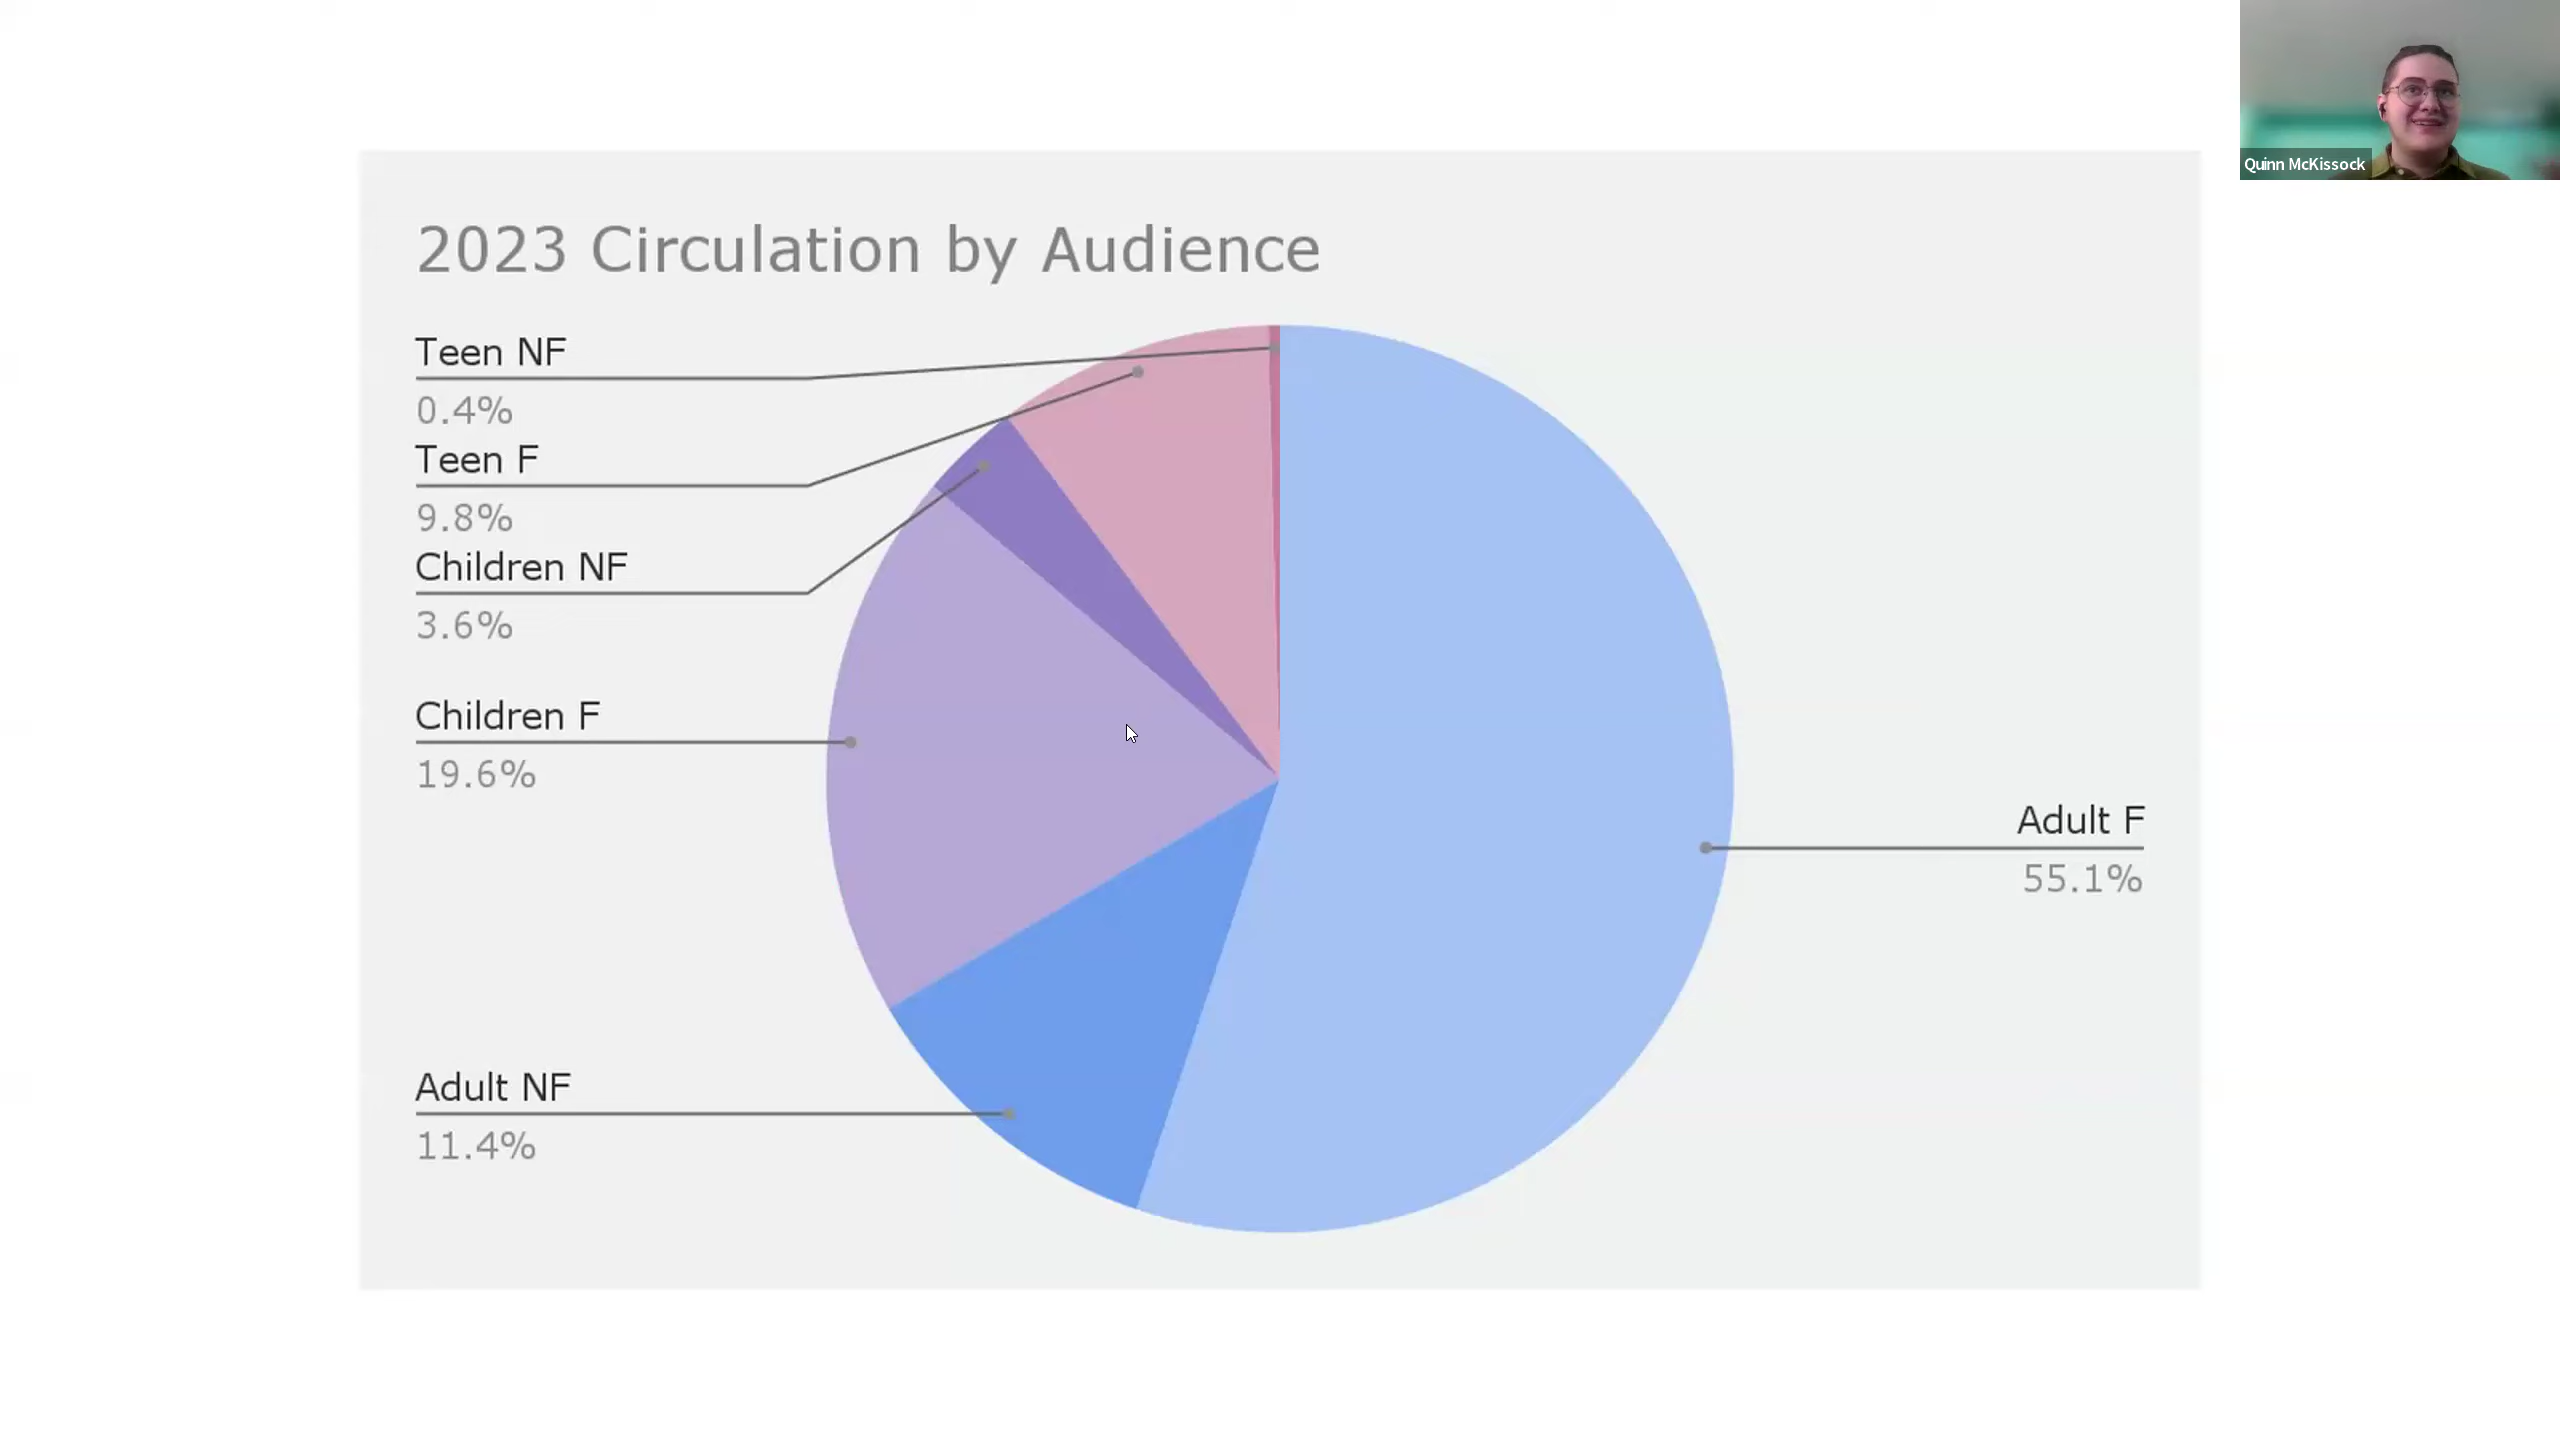 Quinn McKissock
2023 Circulation by Audience
Teen NF
0.4%
Teen F
9.8%
Children NF
3.6%
Children F
19.6%
Adult NF
11.4%
Adult F
55.1%